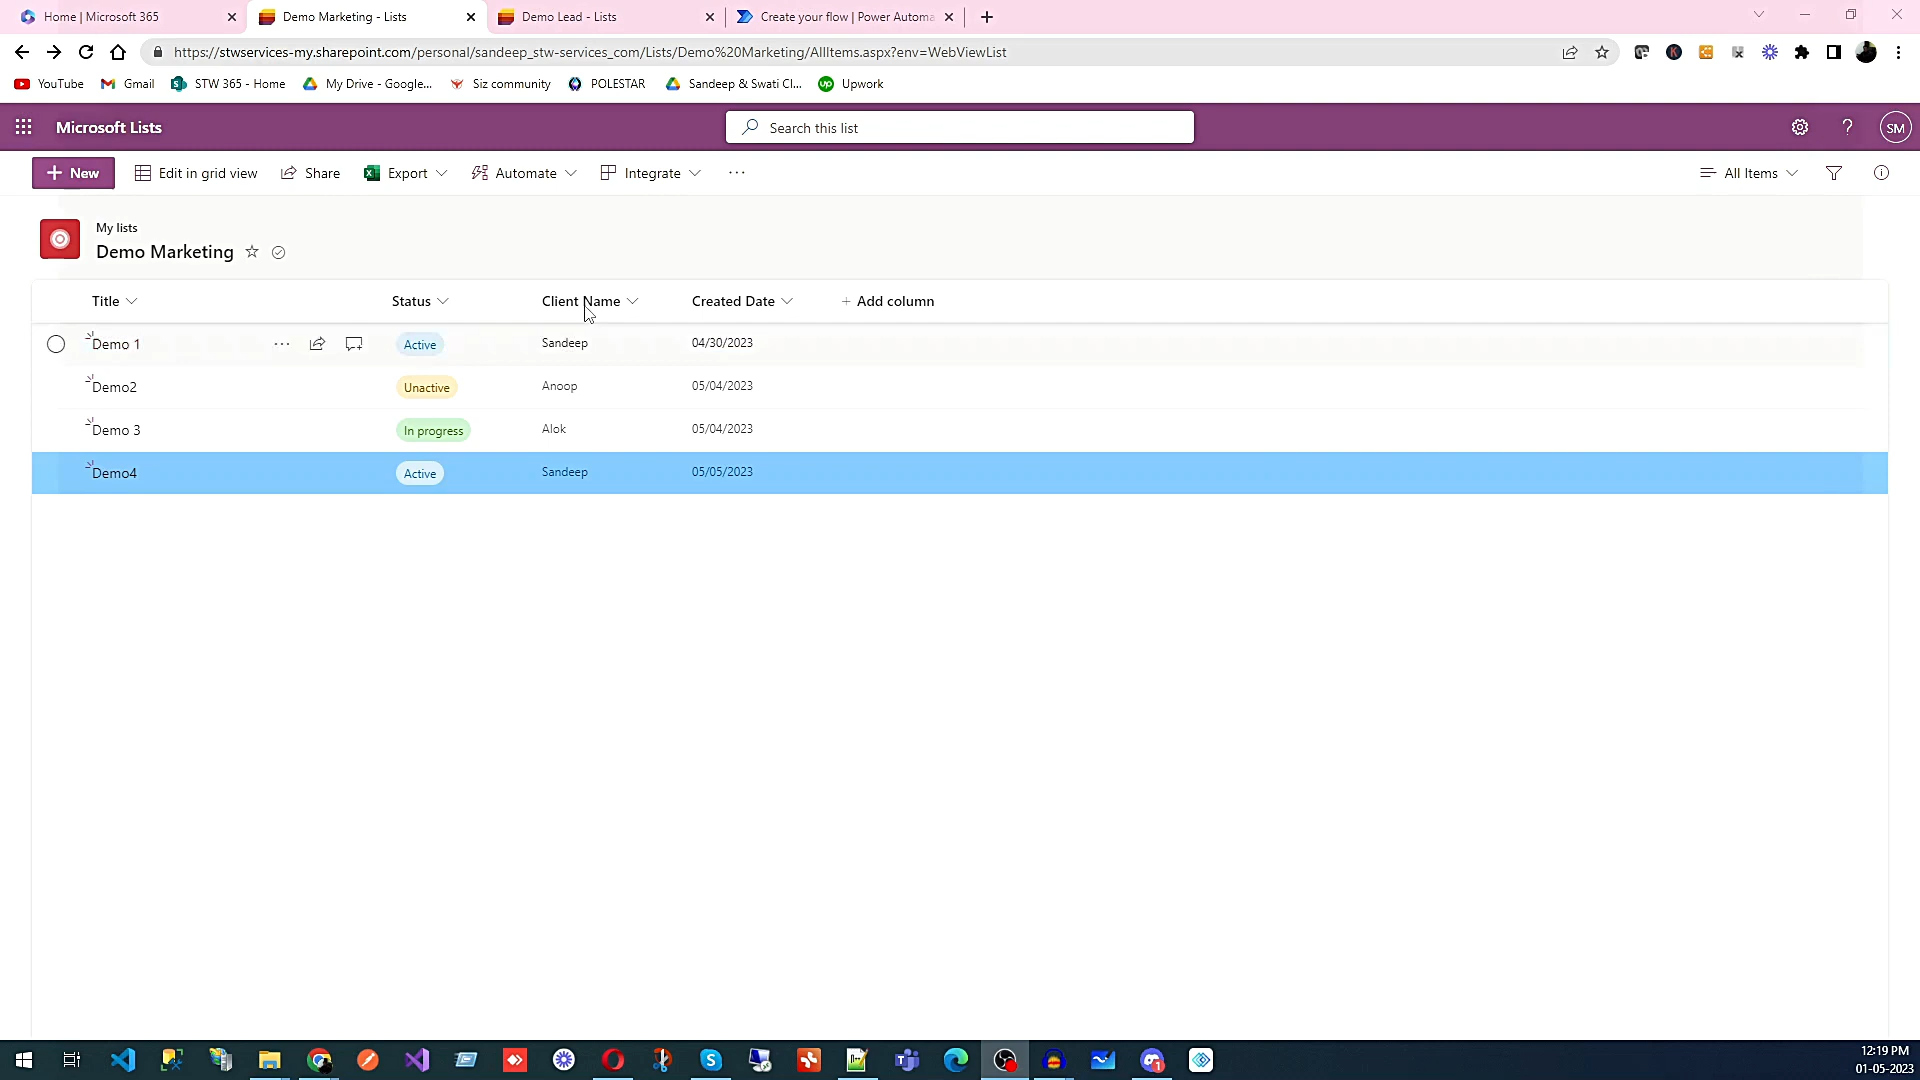 Home | Microsoft 365
Demo Marketing - Lists
Demo Lead - Lists
Create your flow | Power Automa
https://stwservices-my.sharepoint.com/personal/sandeep_stw-services_com/Lists/Demo%20Marketing/AllItems.aspx?env=WebViewList
YouTube
Gmail
STW 365 - Home
My Drive - Google...
Siz community
POLESTAR
Sandeep & Swati Cl...
Upwork
Microsoft Lists
Search this list
?
SM
+ New
Edit in grid view
Share
Export
Automate
Integrate
...
All Items
My lists
Demo Marketing
Title
Status
Client Name
Created Date
+ Add column
Demo 1
Active
Sandeep
04/30/2023
Demo2
Unactive
Anoop
05/04/2023
Demo 3
In progress
Alok
05/04/2023
Demo4
Active
Sandeep
05/05/2023
12:19 PM
01-05-2023